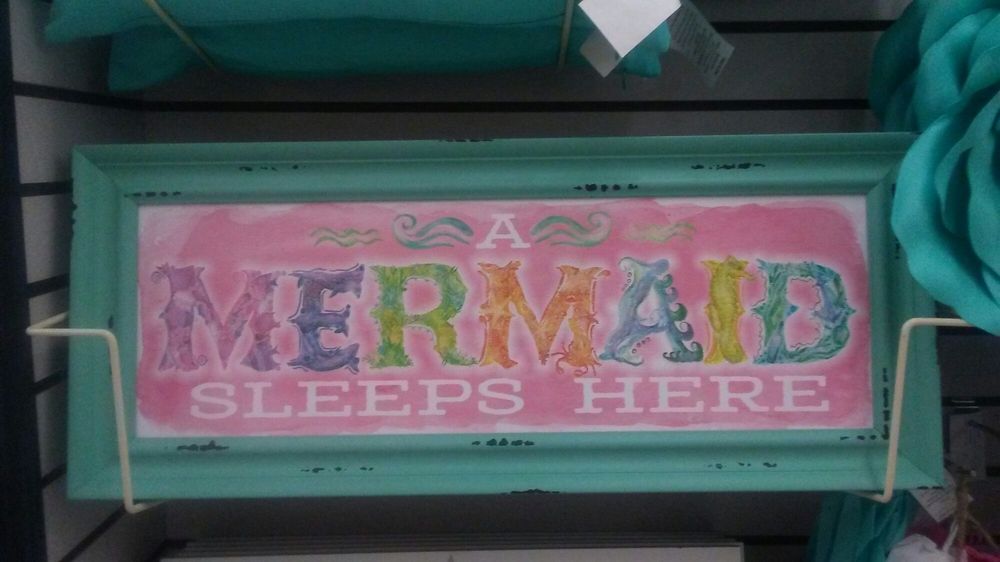 A
MERMAID
SLEEPS HERE